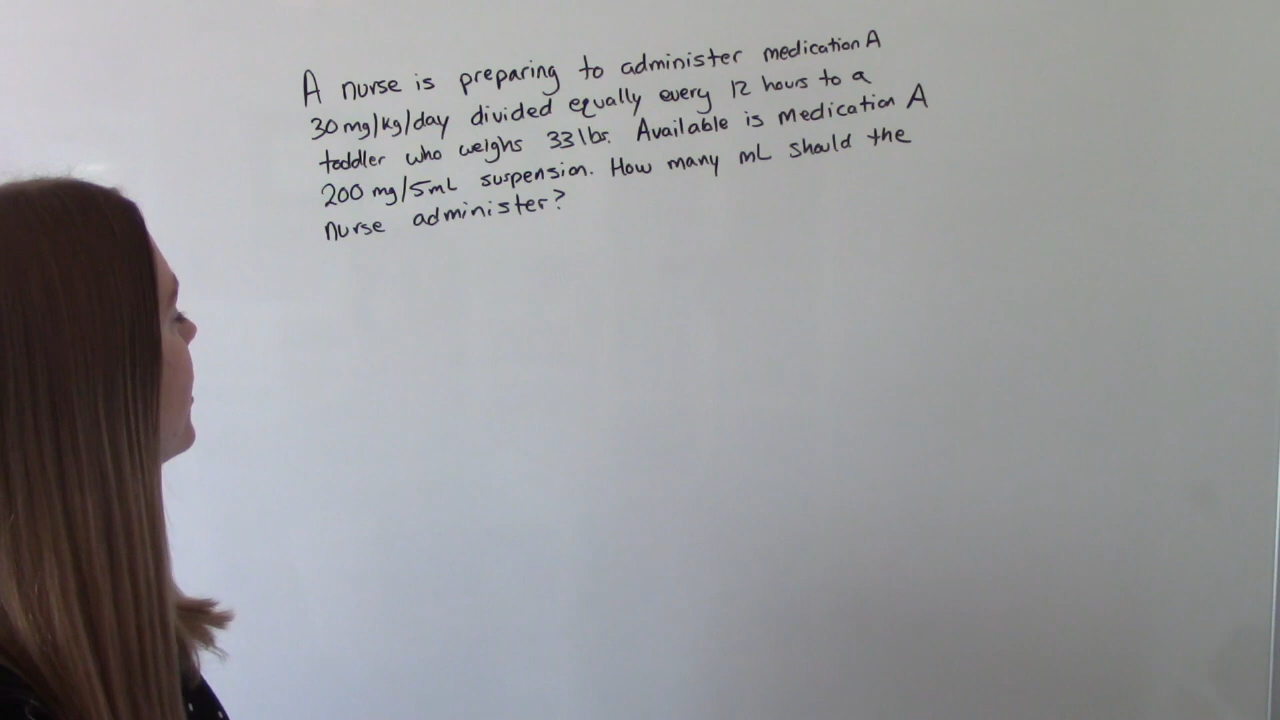 A nurse is preparing to administer medication A
30 mg/kg/day divided equally every 12 hours to a
toddler who weighs 33 lbs. Available is medication A
200 mg/5mL suspension. How many mL should the
nurse administer?